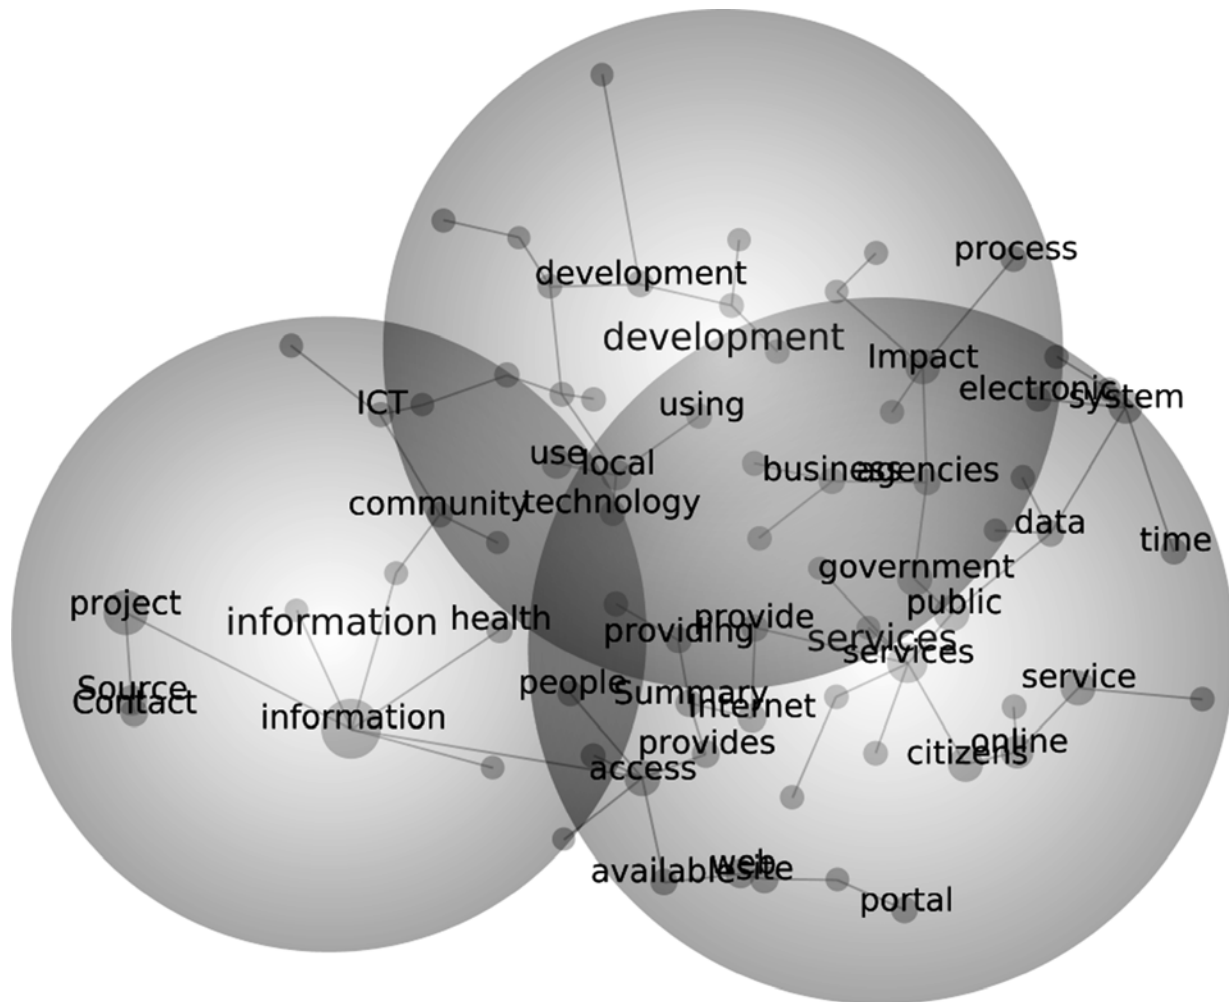 process
development
development
Impact
electronic
system
ICT
using
use
local
business
agencies
community
technology
data
time
government
project
public
information
health
provide
providing
services
services
people
service
Source
Contact
Summary
Internet
information
provides
online
citizens
access
web
available
site
portal